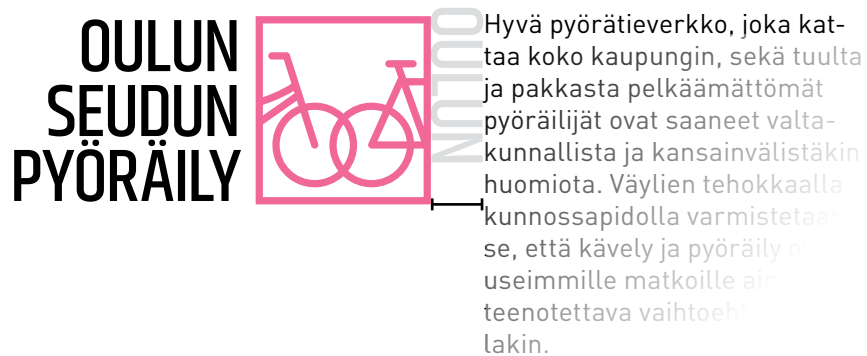 OULUN
SEUDUN
PYÖRÄILY
OULUN
Hyvä pyörätieverkko, joka kat-
taa koko kaupungin, sekä tuulta
ja pakkasta pelkäämättömät
pyöräilijät ovat saaneet valta-
kunnallista ja kansainvälistäkin
huomiota. Väylien tehokkaalla
kunnossapidolla varmistetaan
se, että kävely ja pyöräily
useimmille matkoille
teenotettava
lakin.